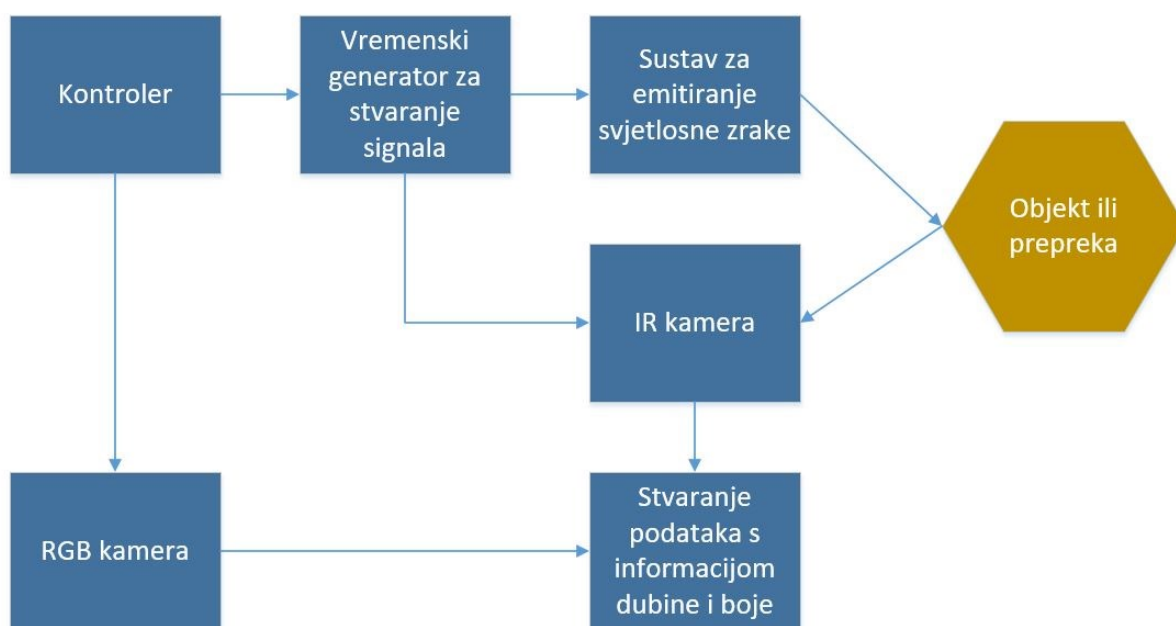 Kontroler
Vremenski
generator za
stvaranje
signala
Sustav za
emitiranje
svjetlosne zrake
Objekt ili
prepreka
IR kamera
RGB kamera
Stvaranje
podataka s
informacijom
dubine i boje